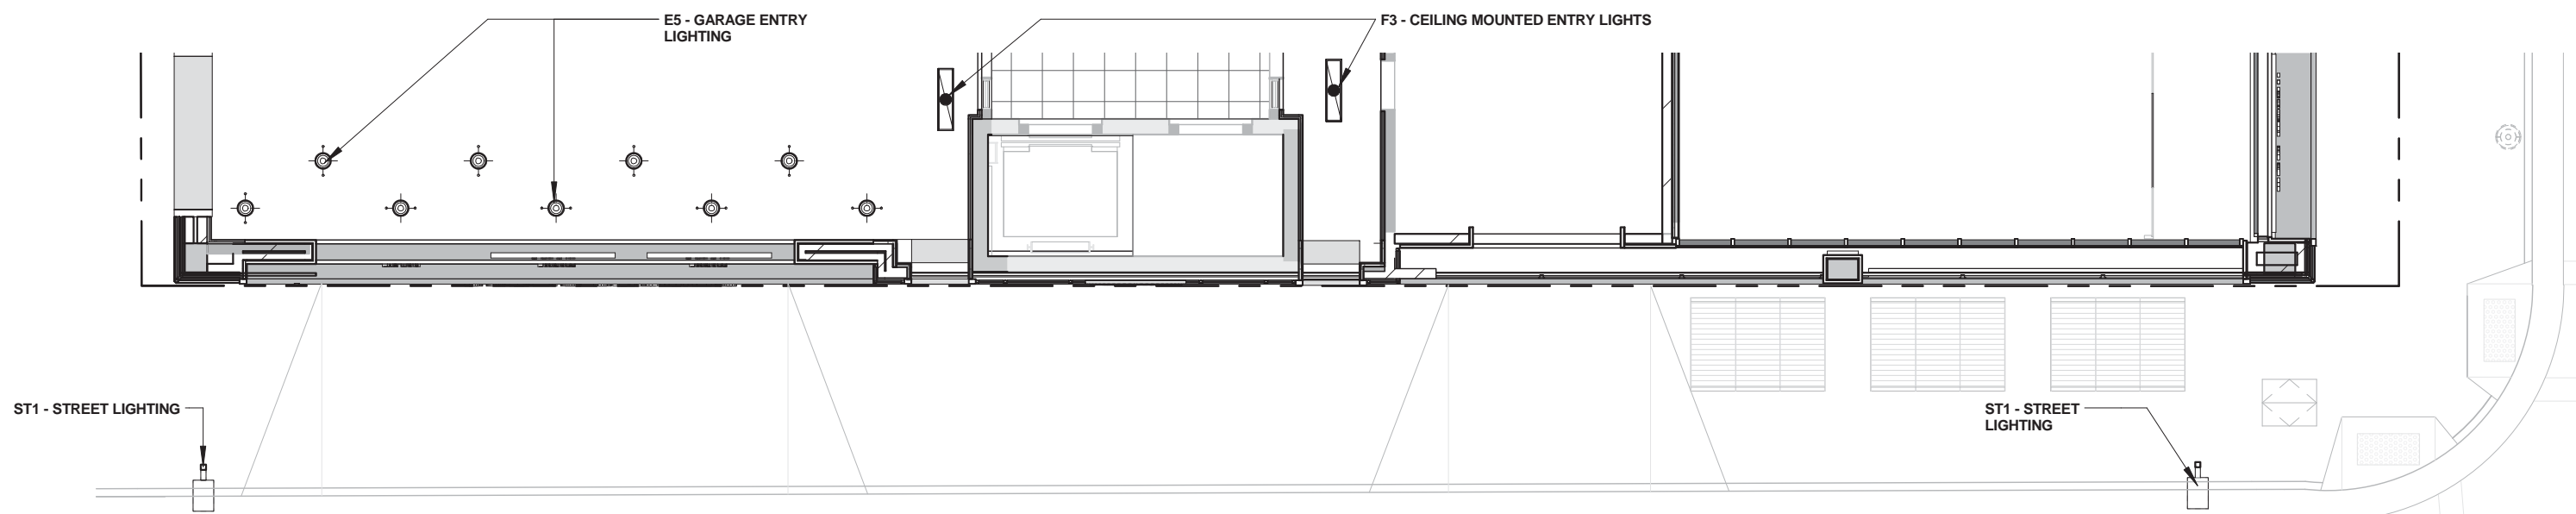 E5 - GARAGE ENTRY
LIGHTING
F3 - CEILING MOUNTED ENTRY LIGHTS
ST1 - STREET LIGHTING
ST1 - STREET
LIGHTING